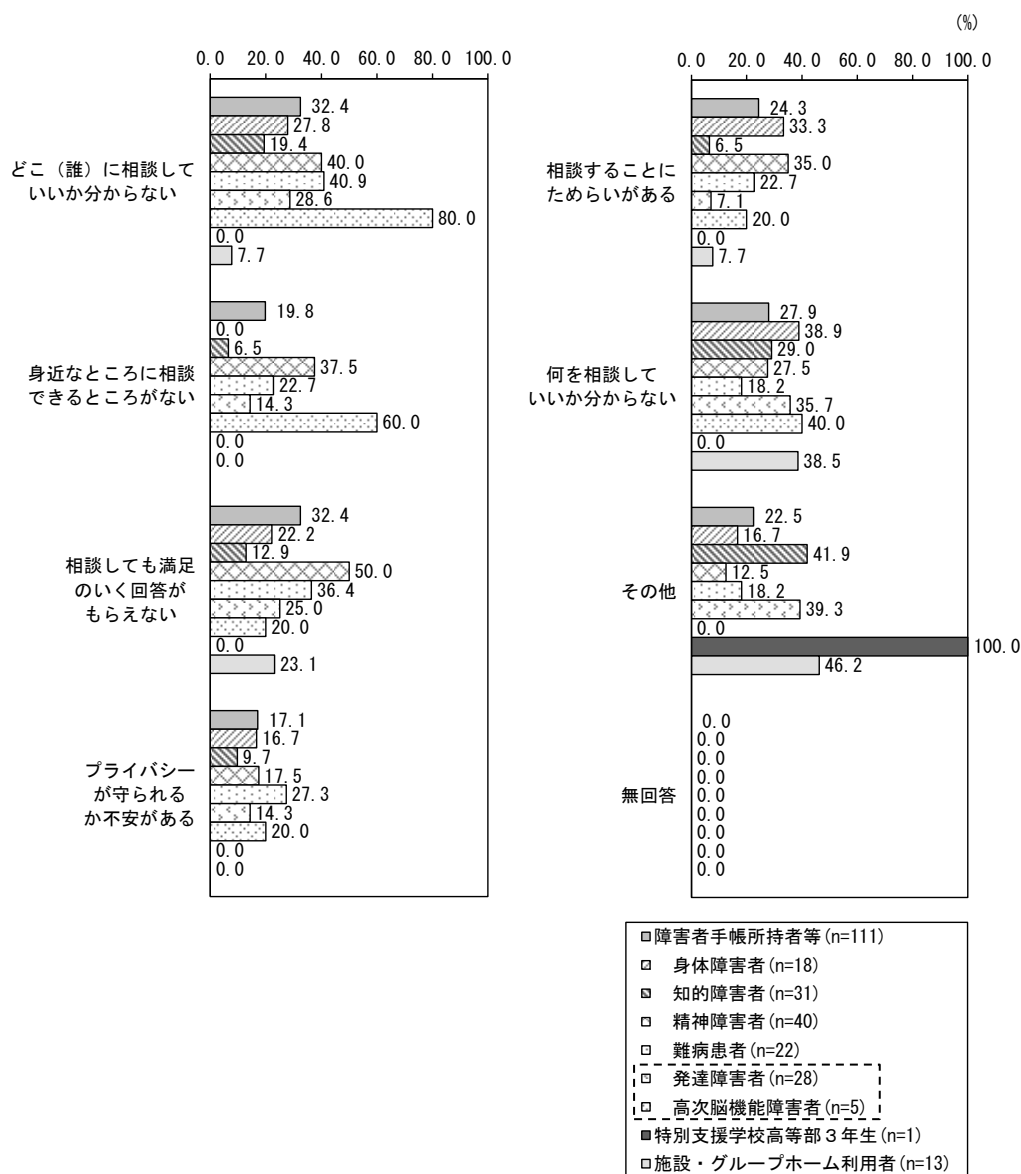 (%)
0.0 20.0 40.0 60.0 80.0 100.0
どこ（誰）に相談して
いいか分からない
32.4
27.8
19.4
40.0
40.9
28.6
80.0
0.0
7.7
身近なところに相談
できるところがない
19.8
0.0
6.5
37.5
22.7
14.3
60.0
0.0
0.0
相談しても満足
のいく回答が
もらえない
32.4
22.2
12.9
50.0
36.4
25.0
20.0
0.0
23.1
プライバシー
が守られる
か不安がある
17.1
16.7
9.7
17.5
27.3
14.3
20.0
0.0
0.0
0.0 20.0 40.0 60.0 80.0 100.0
相談することに
ためらいがある
24.3
33.3
6.5
35.0
22.7
7.1
20.0
0.0
7.7
何を相談して
いいか分からない
27.9
38.9
29.0
27.5
18.2
35.7
40.0
0.0
38.5
その他
22.5
16.7
41.9
12.5
18.2
39.3
0.0
100.0
46.2
無回答
0.0
0.0
0.0
0.0
0.0
0.0
0.0
0.0
0.0
障害者手帳所持者等(n=111)
身体障害者(n=18)
知的障害者(n=31)
精神障害者(n=40)
難病患者(n=22)
発達障害者(n=28)
高次脳機能障害者(n=5)
特別支援学校高等部３年生(n=1)
施設・グループホーム利用者(n=13)